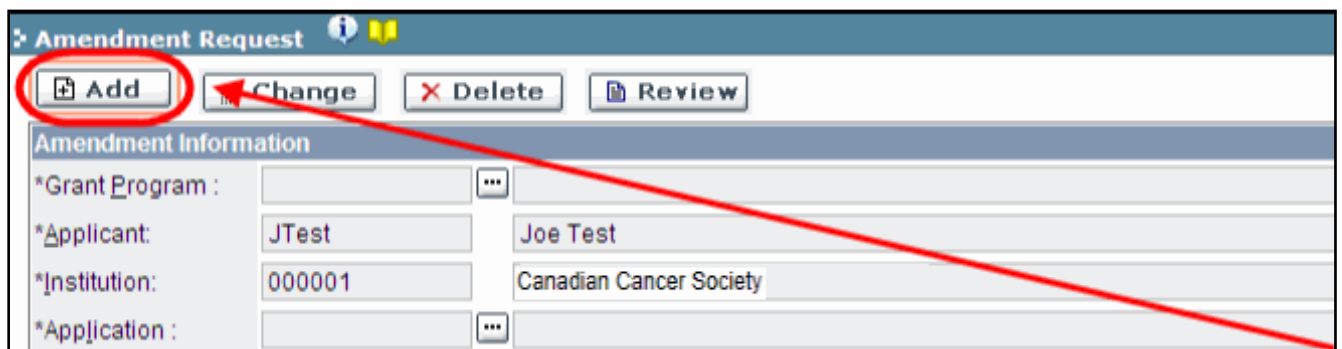 Amendment Request
Add Change Delete Review
Amendment Information
*Grant Program :
*Applicant: JTest Joe Test
*Institution: 000001 Canadian Cancer Society
*Application :